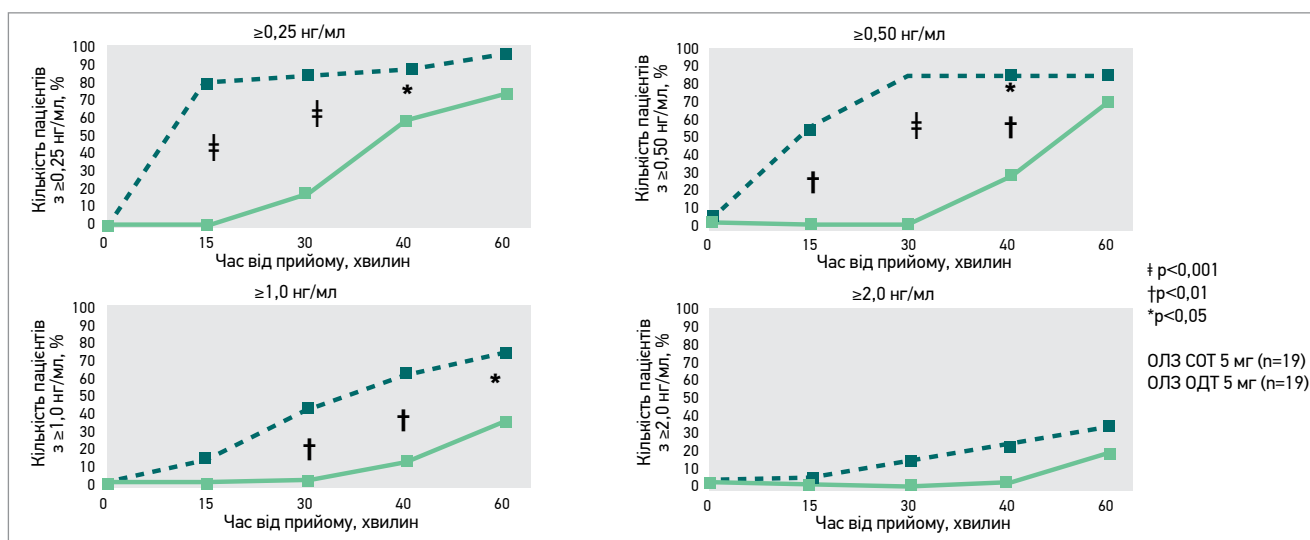 ≥0,25 нг/мл
Кількість пацієнтів
з ≥0,25 нг/мл, %
100
90
80
70
60
50
40
30
20
10
0
‡
‡
*
0 15 30 40 60
Час від прийому, хвилин
≥0,50 нг/мл
Кількість пацієнтів
з ≥0,50 нг/мл, %
100
90
80
70
60
50
40
30
20
10
0
†
‡
*
†
0 15 30 40 60
Час від прийому, хвилин
≥1,0 нг/мл
Кількість пацієнтів
з ≥1,0 нг/мл, %
100
90
80
70
60
50
40
30
20
10
0
†
†
*
0 15 30 40 60
Час від прийому, хвилин
≥2,0 нг/мл
Кількість пацієнтів
з ≥2,0 нг/мл, %
100
90
80
70
60
50
40
30
20
10
0
0 15 30 40 60
Час від прийому, хвилин
‡ p<0,001
†p<0,01
*p<0,05
ОЛЗ СОТ 5 мг (n=19)
ОЛЗ ОДТ 5 мг (n=19)